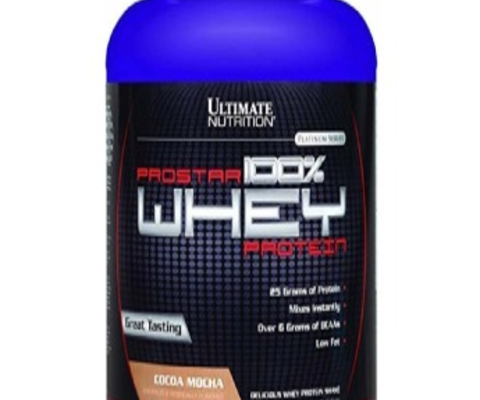 ULTIMATE
NUTRITION®
PLATINUM SERIES
PROSTAR 100%
WHEY
PROTEIN
25 Grams of Protein
Mixes Instantly
Over 6 Grams of BCAAs
Low Fat
Great Tasting
COCOA MOCHA
DELICIOUS WHEY PROTEIN SHAKE